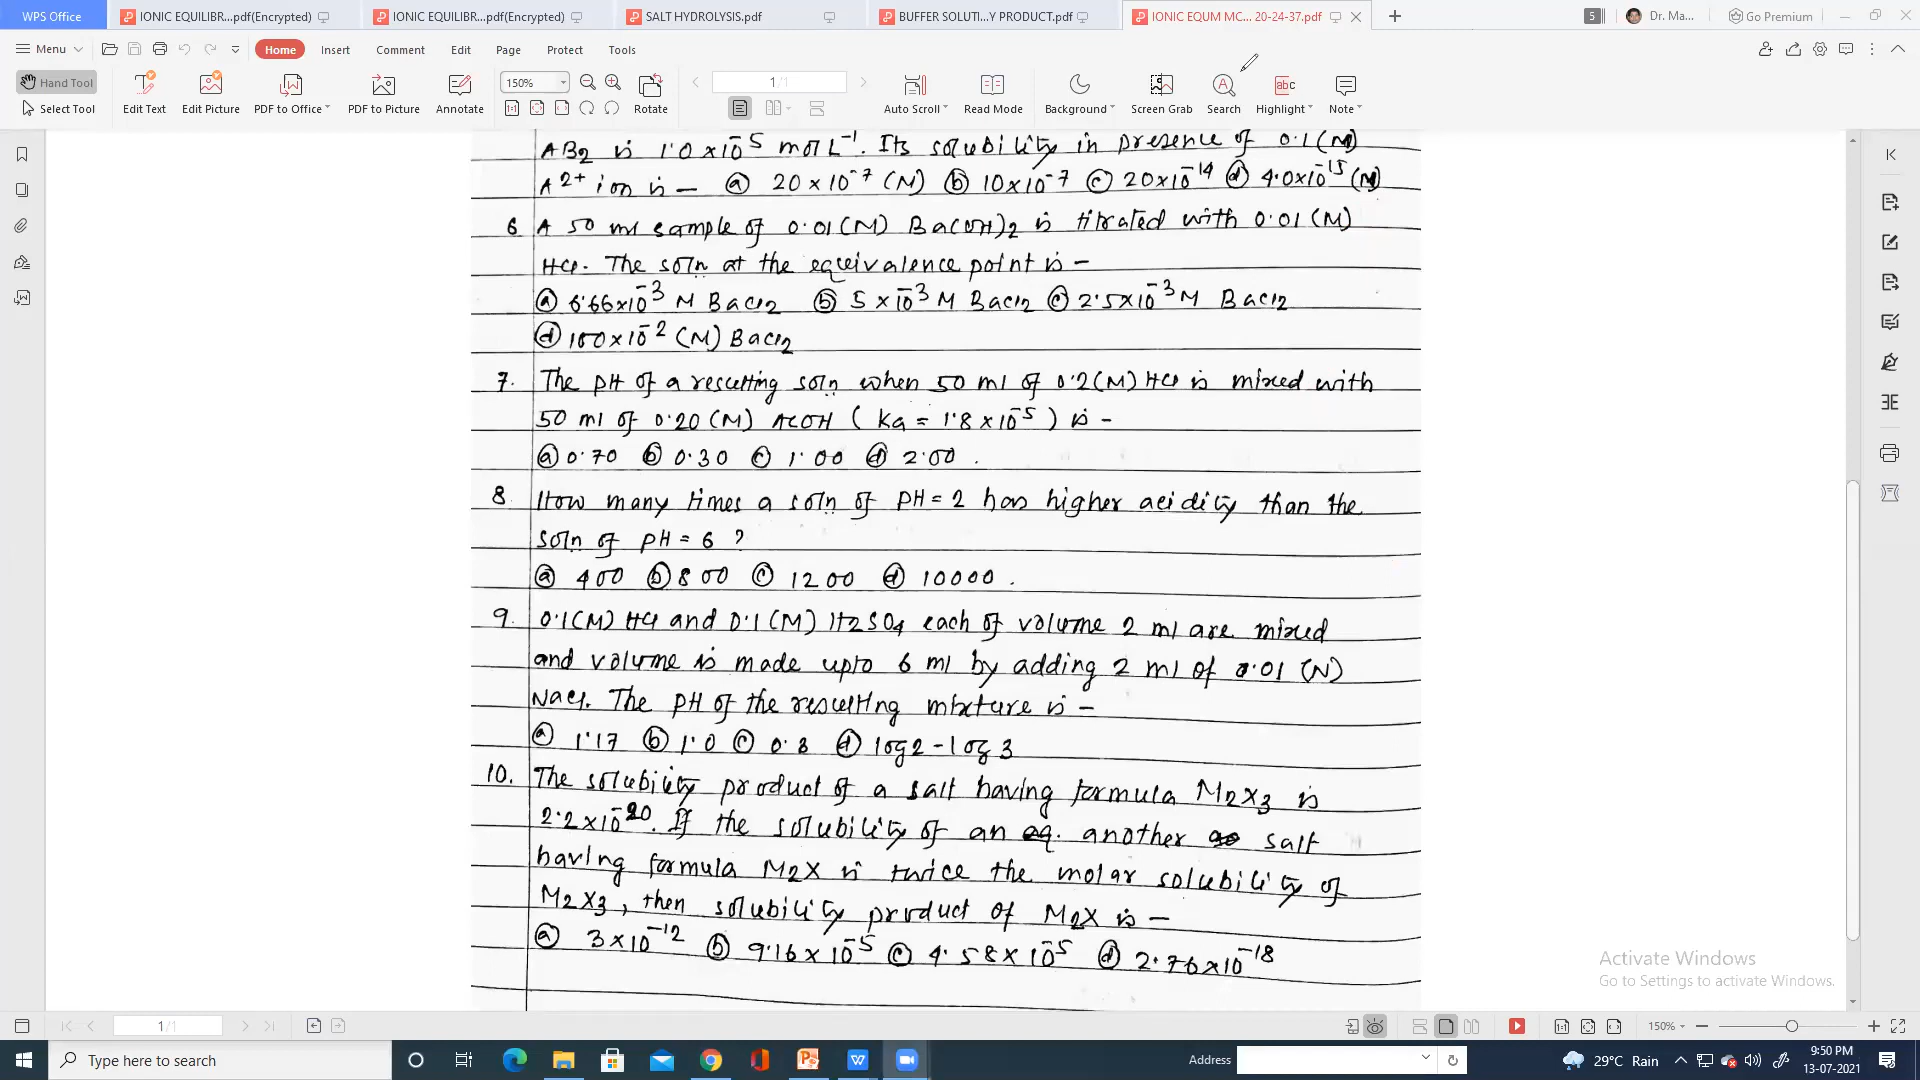 WPS Office
IONIC EQUILIBR...pdf(Encrypted)
IONIC EQUILIBR...pdf(Encrypted)
SALT HYDROLYSIS.pdf
BUFFER SOLUTI...Y PRODUCT.pdf
IONIC EQUM MC... 20-24-37.pdf
5
Dr. Ma...
Go Premium
Menu
Home
Insert
Comment
Edit
Page
Protect
Tools
Hand Tool
Select Tool
Edit Text
Edit Picture
PDF to Office
PDF to Picture
Annotate
150%
Rotate
1/1
Auto Scroll
Read Mode
Background
Screen Grab
Search
Highlight
Note
AB2 is 1.0 x 10^-5 mol L^-1. Its solubility in presence of 0.1 (M)
A2+ ion is — (a) 20 x 10^-7 (M) (b) 10 x 10^-7 (c) 20 x 10^-14 (d) 4.0 x 10^-15 (M)
6 A 50 ml sample of 0.01 (M) Ba(OH)2 is titrated with 0.01 (M)
HCl. The soln at the equivalence point is —
(a) 6.66 x 10^-3 M BaCl2 (b) 5 x 10^-3 M BaCl2 (c) 2.5 x 10^-3 M BaCl2
(d) 100 x 10^-2 (M) BaCl2
7. The pH of a resulting soln when 50 ml of 0.2 (M) HCl is mixed with
50 ml of 0.20 (M) ACOH ( Ka = 1.8 x 10^-5 ) is —
(a) 0.70 (b) 0.30 (c) 1.00 (d) 2.00 .
8. How many times a soln of pH = 2 has higher acidity than the
soln of pH = 6 ?
(a) 400 (b) 800 (c) 1200 (d) 10000 .
9. 0.1 (M) HCl and 0.1 (M) H2SO4 each of volume 2 ml are mixed
and volume is made upto 6 ml by adding 2 ml of 0.01 (N)
NaCl. The pH of the resulting mixture is —
(a) 1.17 (b) 1.0 (c) 0.3 (d) log2 - log 3
10. The solubility product of a salt having formula M2X3 is
2.2 x 10^-20. If the solubility of an another salt
having formula M2X is twice the molar solubility of
M2X3, then solubility product of M2X is —
(a) 3 x 10^-12 (b) 9.16 x 10^-5 (c) 4.58 x 10^-5 (d) 2.76 x 10^-18
Activate Windows
Go to Settings to activate Windows.
1/1
150%
Type here to search
Address
29°C Rain
9:50 PM
13-07-2021